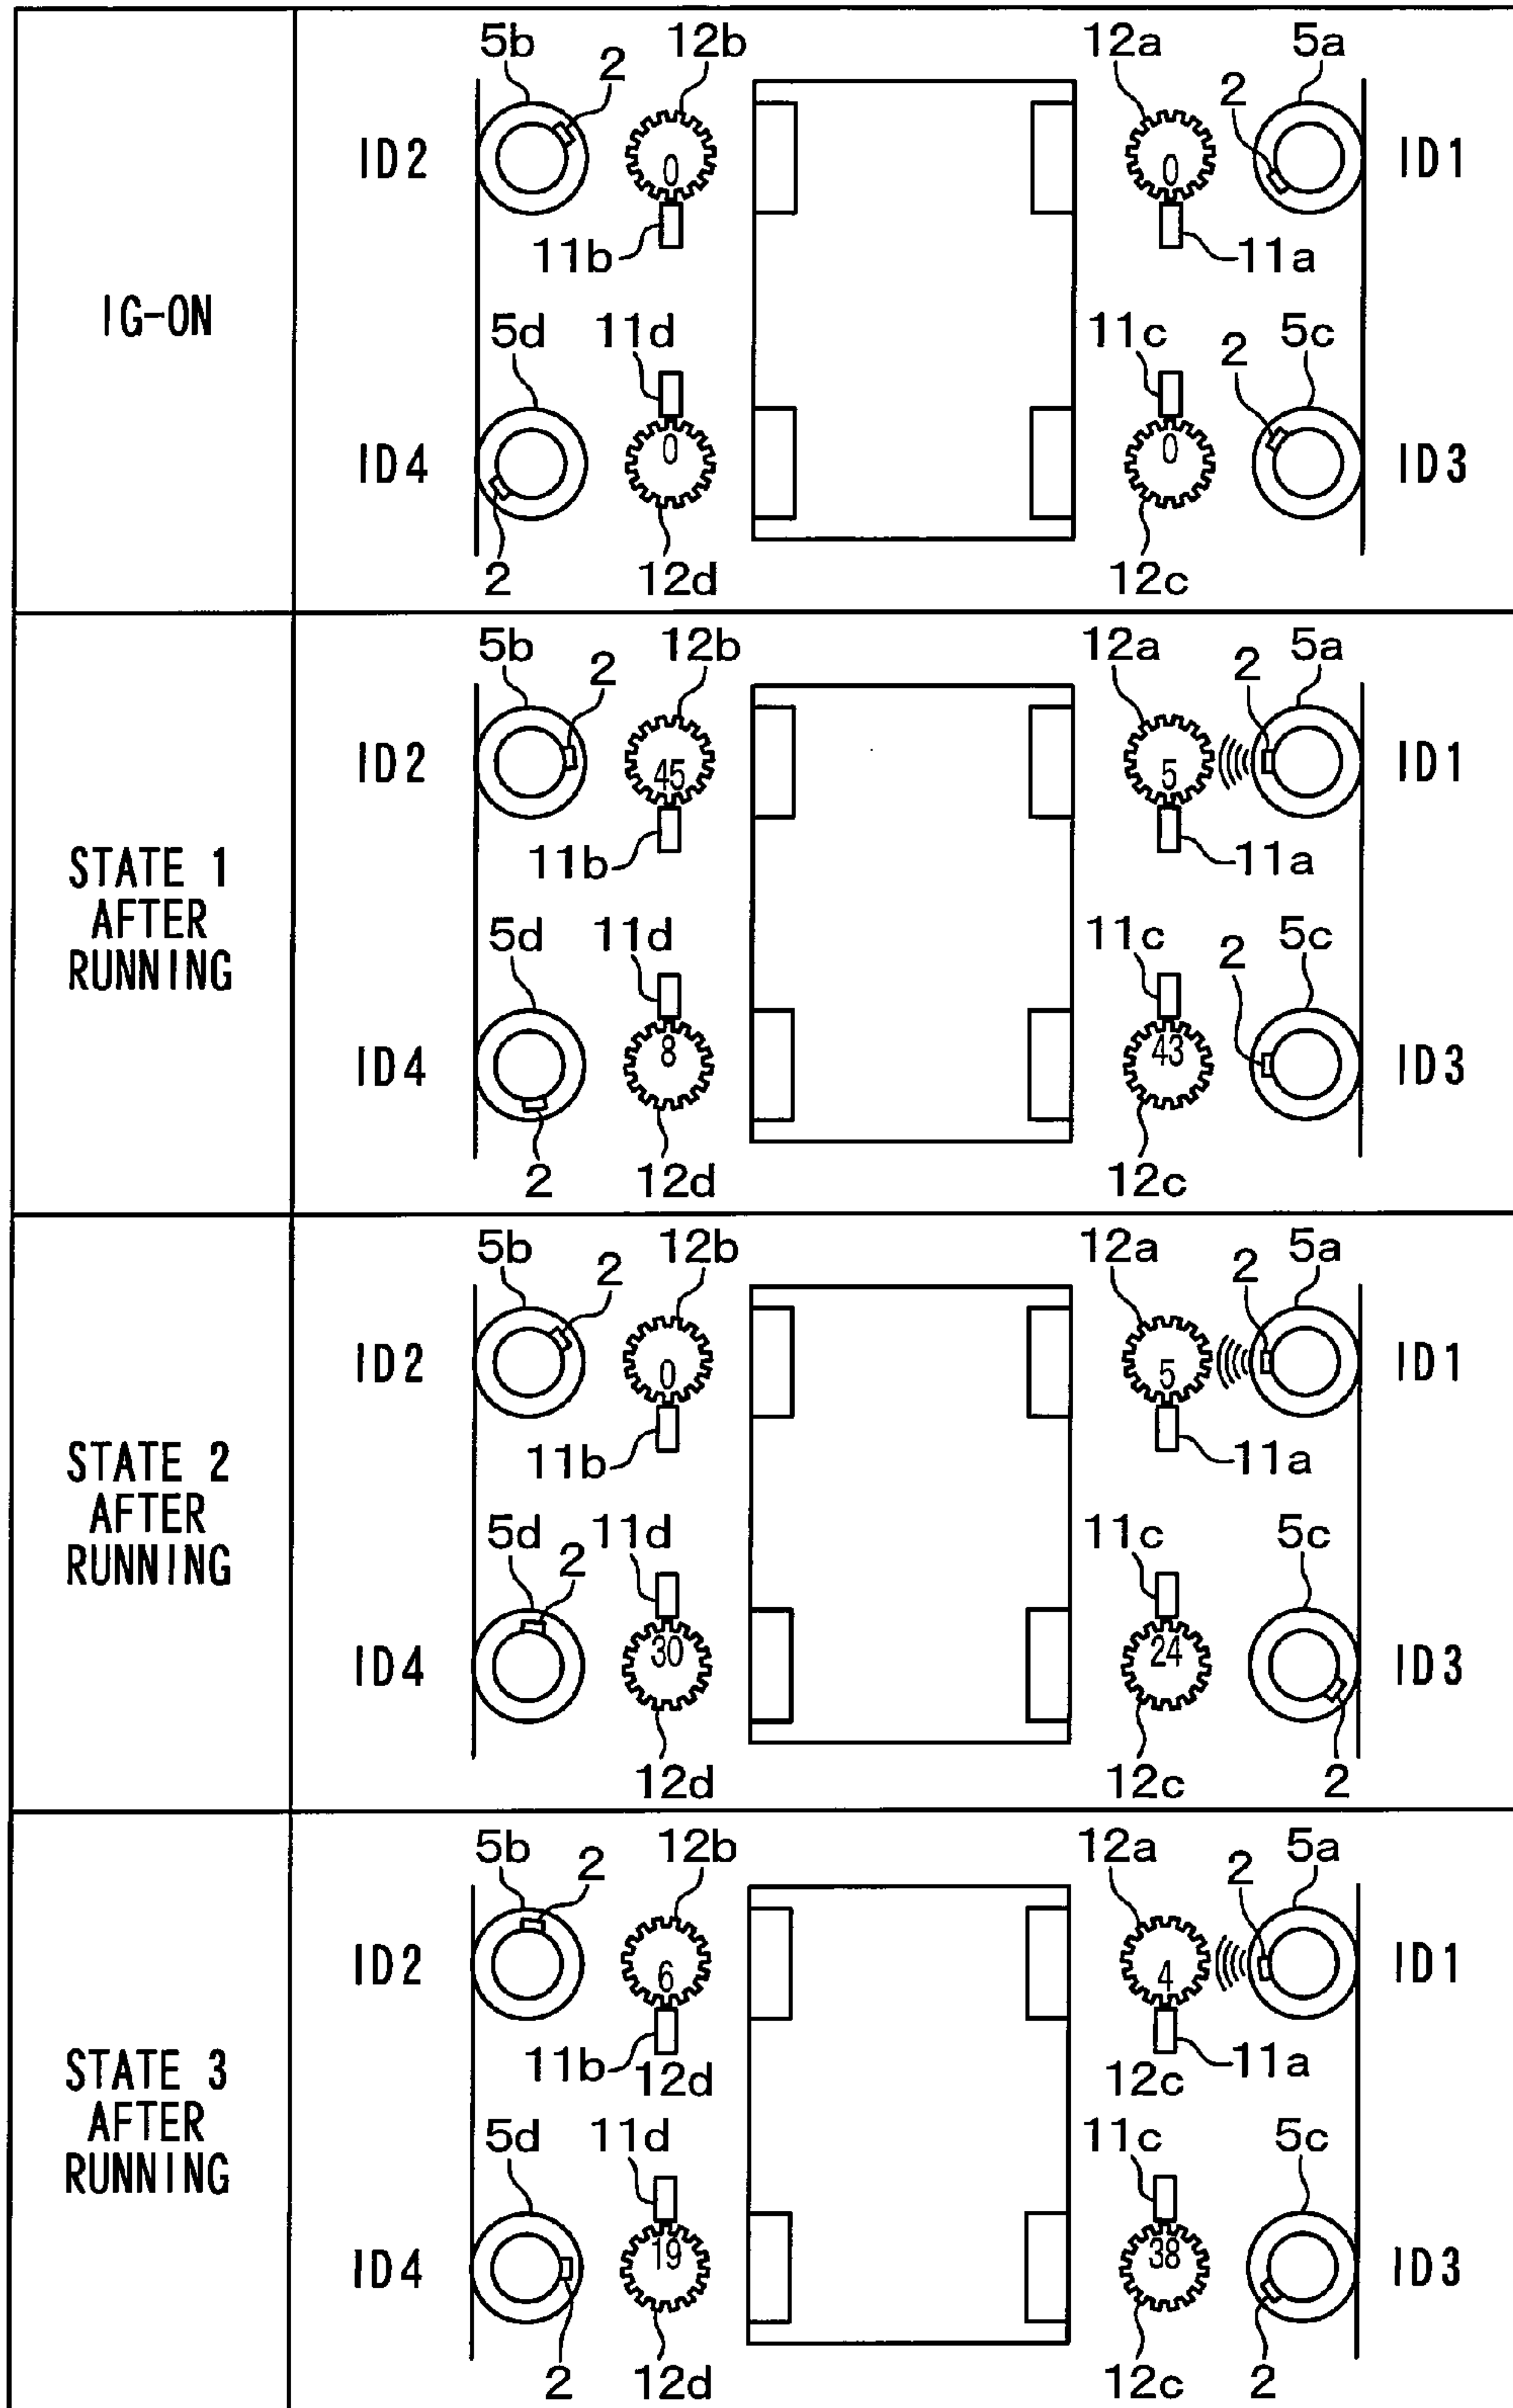 IG-ON
5b 2 12b 12a 2 5a
ID2 0 0 ID1
11b 11a
5d 11d 11c 2 5c
ID4 0 0 ID3
2 12d 12c
STATE 1
AFTER
RUNNING
5b 2 12b 12a 2 5a
ID2 45 5 ID1
11b 11a
5d 11d 11c 2 5c
ID4 8 43 ID3
2 12d 12c
STATE 2
AFTER
RUNNING
5b 2 12b 12a 2 5a
ID2 0 5 ID1
11b 11a
5d 2 11d 11c 5c
ID4 30 24 ID3
12d 12c 2
STATE 3
AFTER
RUNNING
5b 2 12b 12a 2 5a
ID2 6 4 ID1
11b 12d 12c 11a
5d 11d 11c 5c
ID4 19 38 ID3
2 12d 12c 2